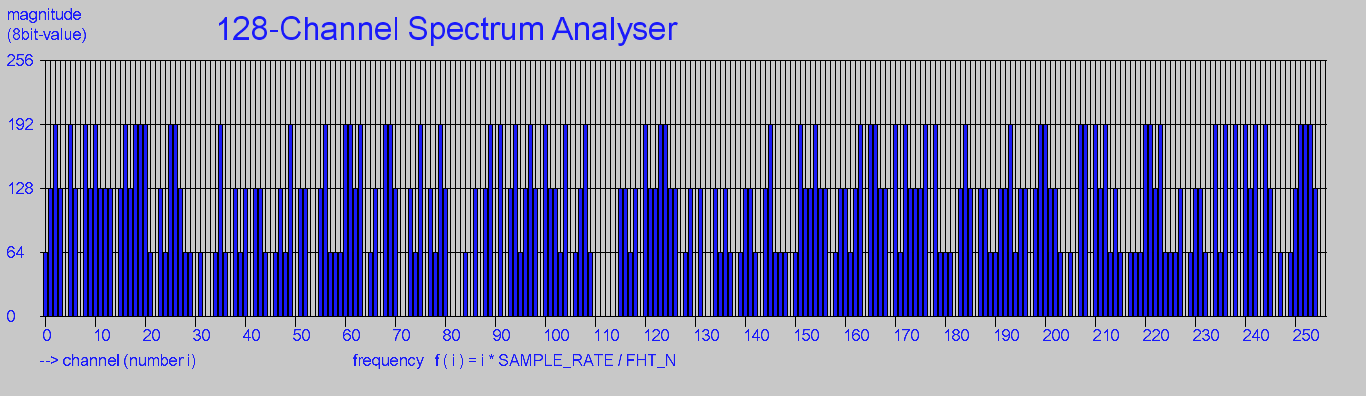 magnitude
(8bit-value)
128-Channel Spectrum Analyser
256
192
128
64
0
0 10 20 30 40 50 60 70 80 90 100 110 120 130 140 150 160 170 180 190 200 210 220 230 240 250
--> channel (number i)
frequency f ( i ) = i * SAMPLE_RATE / FHT_N